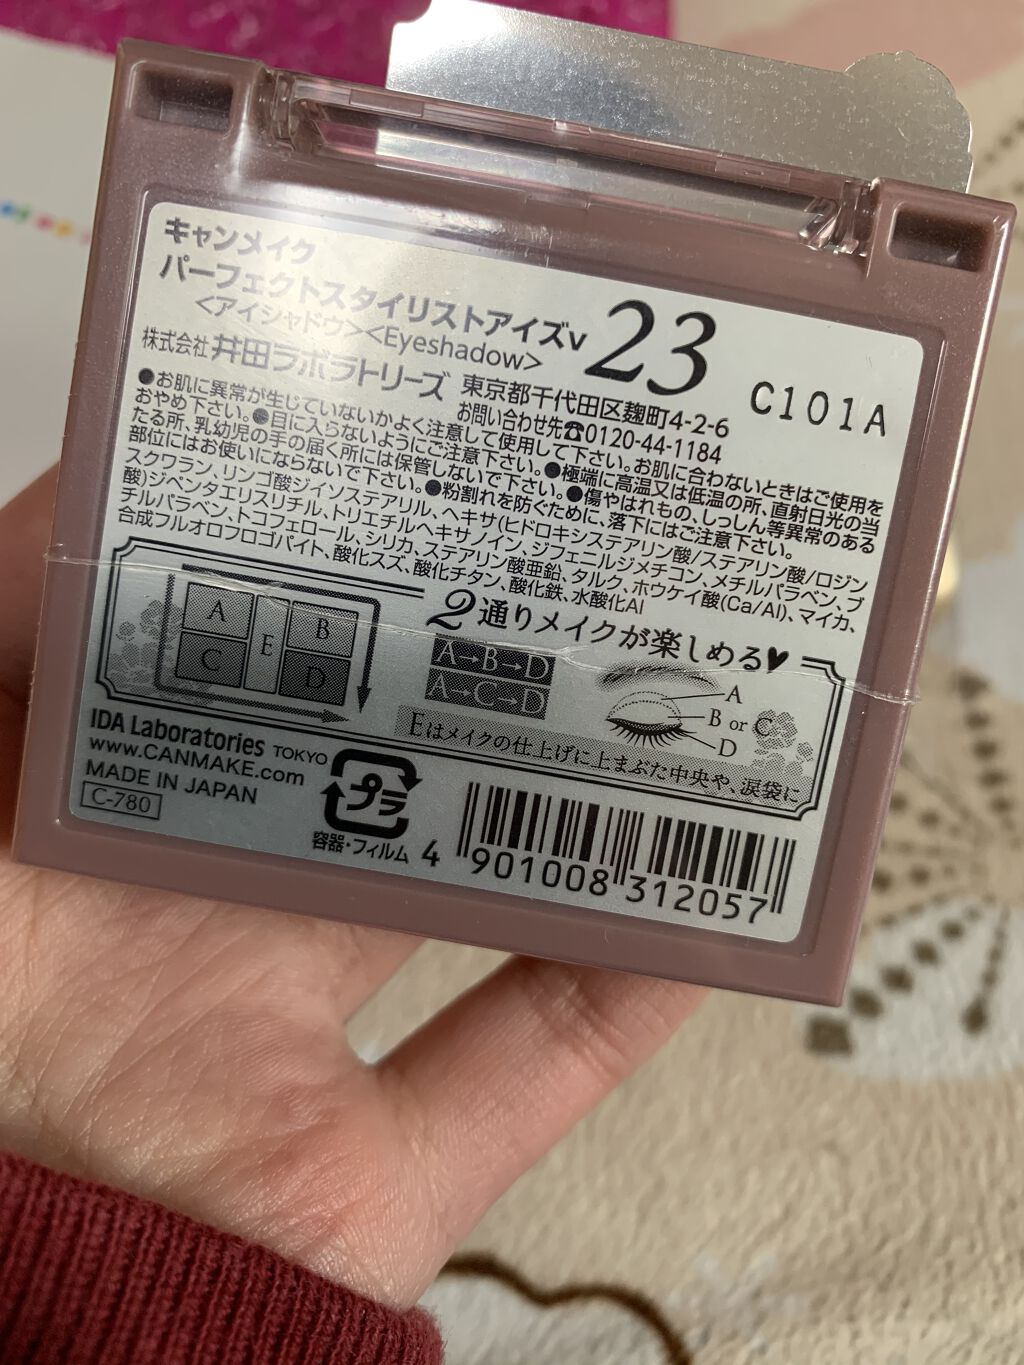 キャンメイク
パーフェクトスタイリストアイズv 23
<アイシャドウ><Eyeshadow>
C101A
株式会社 井田ラボラトリーズ 東京都千代田区麹町4-2-6
お問い合わせ先☎0120-44-1184
●お肌に異常が生じていないかよく注意して使用して下さい。お肌に合わないときはご使用を
おやめ下さい。●目に入らないようにご注意下さい。●極端に高温又は低温の所、直射日光の当
たる所、乳幼児の手の届く所には保管しないで下さい。●傷やはれもの、しっしん等異常のある
部位にはお使いにならないで下さい。●粉割れを防ぐために、落下にはご注意下さい。
スクワラン、リンゴ酸ジイソステアリル、ヘキサ(ヒドロキシステアリン酸/ステアリン酸/ロジン
酸)ジペンタエリスリチル、トリエチルヘキサノイン、ジフェニルジメチコン、メチルパラベン、ブ
チルパラベン、トコフェロール、シリカ、ステアリン酸亜鉛、タルク、ホウケイ酸(Ca/Al)、マイカ、
合成フルオロフロゴパイト、酸化スズ、酸化チタン、酸化鉄、水酸化Al
2通りメイクが楽しめる♥
A B
E
C D
A→B→D
A→C→D
A
B or C
D
Eはメイクの仕上げに上まぶた中央や、涙袋に
IDA Laboratories TOKYO
www.CANMAKE.com
MADE IN JAPAN
C-780
プラ
容器・フィルム
4 901008 312057